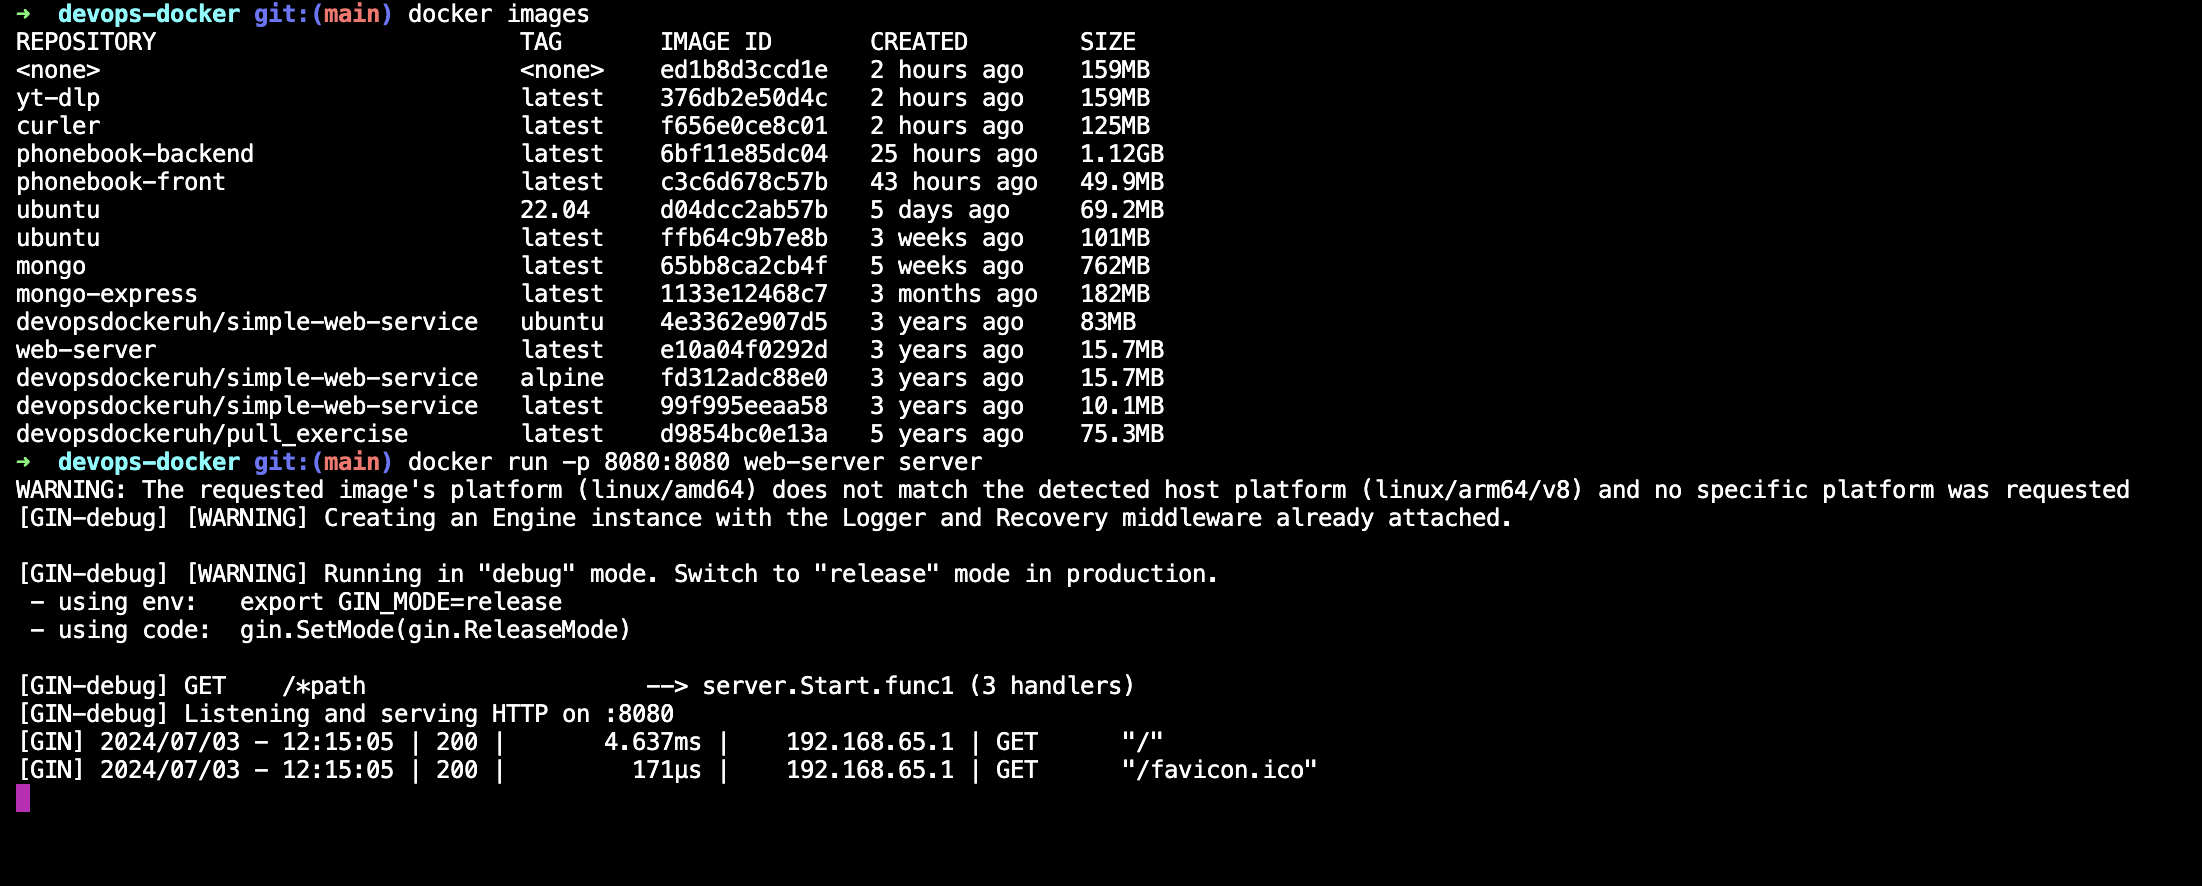 ➜  devops-docker git:(main) docker images
REPOSITORY                          TAG       IMAGE ID       CREATED        SIZE
<none>                              <none>    ed1b8d3ccd1e   2 hours ago    159MB
yt-dlp                              latest    376db2e50d4c   2 hours ago    159MB
curler                              latest    f656e0ce8c01   2 hours ago    125MB
phonebook-backend                   latest    6bf11e85dc04   25 hours ago   1.12GB
phonebook-front                     latest    c3c6d678c57b   43 hours ago   49.9MB
ubuntu                              22.04     d04dcc2ab57b   5 days ago     69.2MB
ubuntu                              latest    ffb64c9b7e8b   3 weeks ago    101MB
mongo                               latest    65bb8ca2cb4f   5 weeks ago    762MB
mongo-express                       latest    1133e12468c7   3 months ago   182MB
devopsdockeruh/simple-web-service   ubuntu    4e3362e907d5   3 years ago    83MB
web-server                          latest    e10a04f0292d   3 years ago    15.7MB
devopsdockeruh/simple-web-service   alpine    fd312adc88e0   3 years ago    15.7MB
devopsdockeruh/simple-web-service   latest    99f995eeaa58   3 years ago    10.1MB
devopsdockeruh/pull_exercise        latest    d9854bc0e13a   5 years ago    75.3MB
➜  devops-docker git:(main) docker run -p 8080:8080 web-server server
WARNING: The requested image's platform (linux/amd64) does not match the detected host platform (linux/arm64/v8) and no specific platform was requested
[GIN-debug] [WARNING] Creating an Engine instance with the Logger and Recovery middleware already attached.
[GIN-debug] [WARNING] Running in "debug" mode. Switch to "release" mode in production.
 - using env:   export GIN_MODE=release
 - using code:  gin.SetMode(gin.ReleaseMode)
[GIN-debug] GET    /*path                    --> server.Start.func1 (3 handlers)
[GIN-debug] Listening and serving HTTP on :8080
[GIN] 2024/07/03 - 12:15:05 | 200 |       4.637ms |    192.168.65.1 | GET      "/"
[GIN] 2024/07/03 - 12:15:05 | 200 |         171µs |    192.168.65.1 | GET      "/favicon.ico"